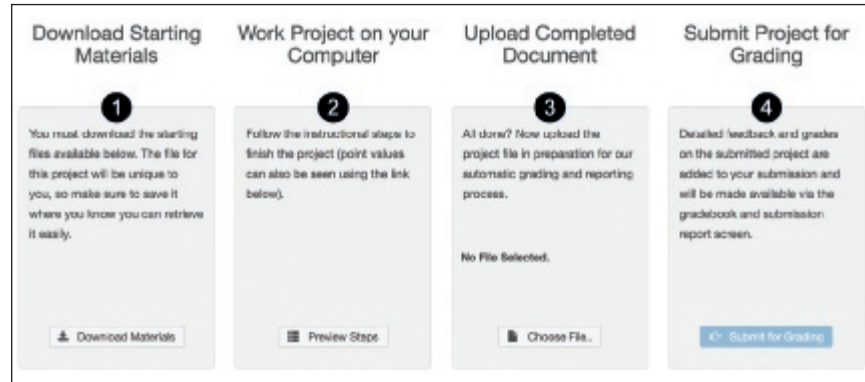 Download Starting
Materials
1
You must download the starting
files available below. The file for
this project will be unique to
you, so make sure to save it
where you know you can retrieve
it easily.
Download Materials
Work Project on your
Computer
2
Follow the instructional steps to
finish the project (point values
can also be seen using the link
below).
Preview Steps
Upload Completed
Document
3
All done? Now upload the
project file in preparation for our
automatic grading and reporting
process.
No File Selected.
Choose File..
Submit Project for
Grading
4
Detailed feedback and grades
on the submitted project are
added to your submission and
will be made available via the
gradebook and submission
report screen.
Submit for Grading